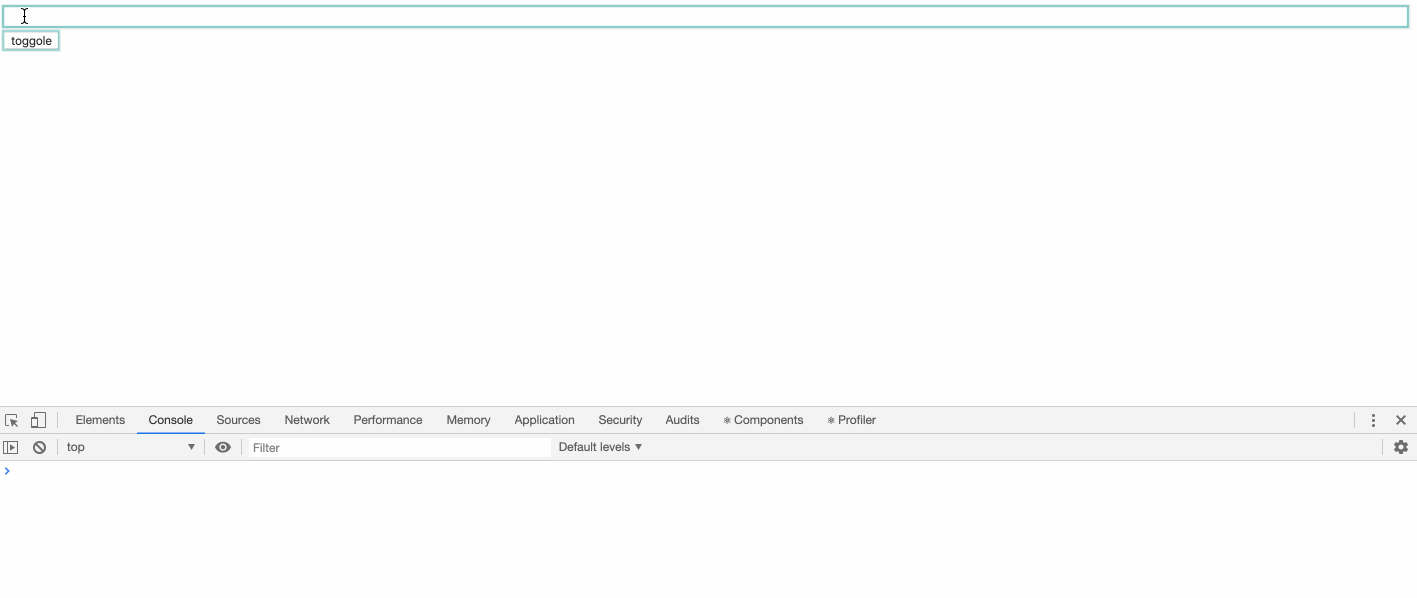 toggole
Elements Console Sources Network Performance Memory Application Security Audits Components Profiler
top Filter Default levels